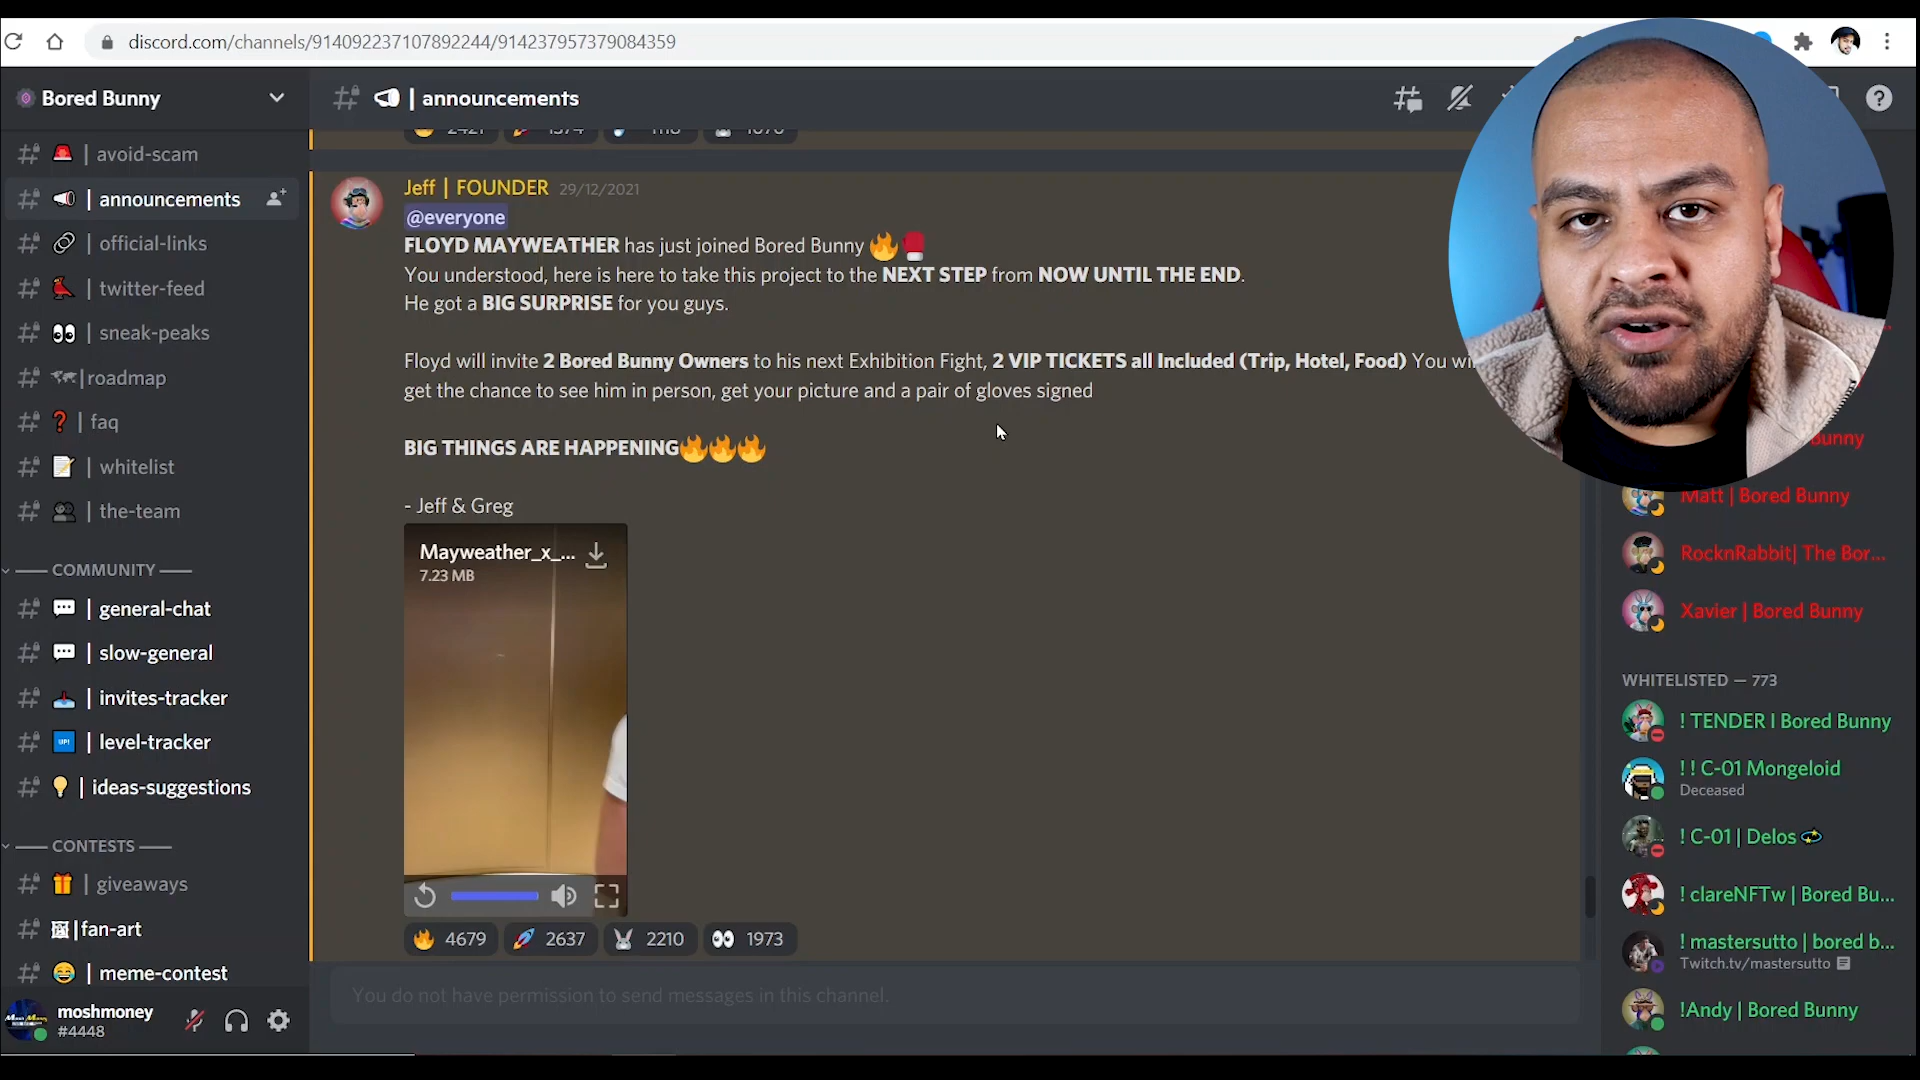 discord.com/channels/914092237107892244/914237957379084359
Bored Bunny
| announcements
| avoid-scam
| announcements
| official-links
| twitter-feed
| sneak-peaks
|roadmap
| faq
| whitelist
| the-team
COMMUNITY
| general-chat
| slow-general
| invites-tracker
UP! | level-tracker
| ideas-suggestions
CONTESTS
| giveaways
|fan-art
| meme-contest
moshmoney
#4448
2421 1374 1118 1070
Jeff | FOUNDER 29/12/2021
@everyone
FLOYD MAYWEATHER has just joined Bored Bunny
You understood, here is here to take this project to the NEXT STEP from NOW UNTIL THE END.
He got a BIG SURPRISE for you guys.
Floyd will invite 2 Bored Bunny Owners to his next Exhibition Fight, 2 VIP TICKETS all Included (Trip, Hotel, Food) You wi
get the chance to see him in person, get your picture and a pair of gloves signed
BIG THINGS ARE HAPPENING
- Jeff & Greg
Mayweather_x_...
7.23 MB
4679 2637 2210 1973
You do not have permission to send messages in this channel.
unny
Matt | Bored Bunny
RocknRabbit| The Bor...
Xavier | Bored Bunny
WHITELISTED — 773
! TENDER I Bored Bunny
! ! C-01 Mongeloid
Deceased
! C-01 | Delos
! clareNFTw | Bored Bu...
! mastersutto | bored b...
Twitch.tv/mastersutto
!Andy | Bored Bunny